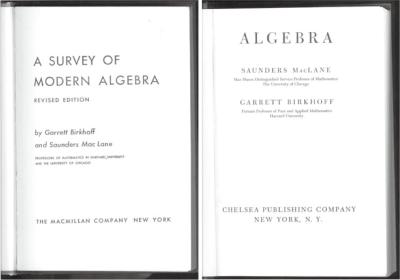 A SURVEY OF
MODERN ALGEBRA
REVISED EDITION
by Garrett Birkhoff
and Saunders Mac Lane
PROFESSORS OF MATHEMATICS IN HARVARD UNIVERSITY
AND THE UNIVERSITY OF CHICAGO
THE MACMILLAN COMPANY NEW YORK
ALGEBRA
SAUNDERS MacLANE
Max Mason Distinguished Service Professor of Mathematics
The University of Chicago
GARRETT BIRKHOFF
Putnam Professor of Pure and Applied Mathematics
Harvard University
CHELSEA PUBLISHING COMPANY
NEW YORK, N. Y.